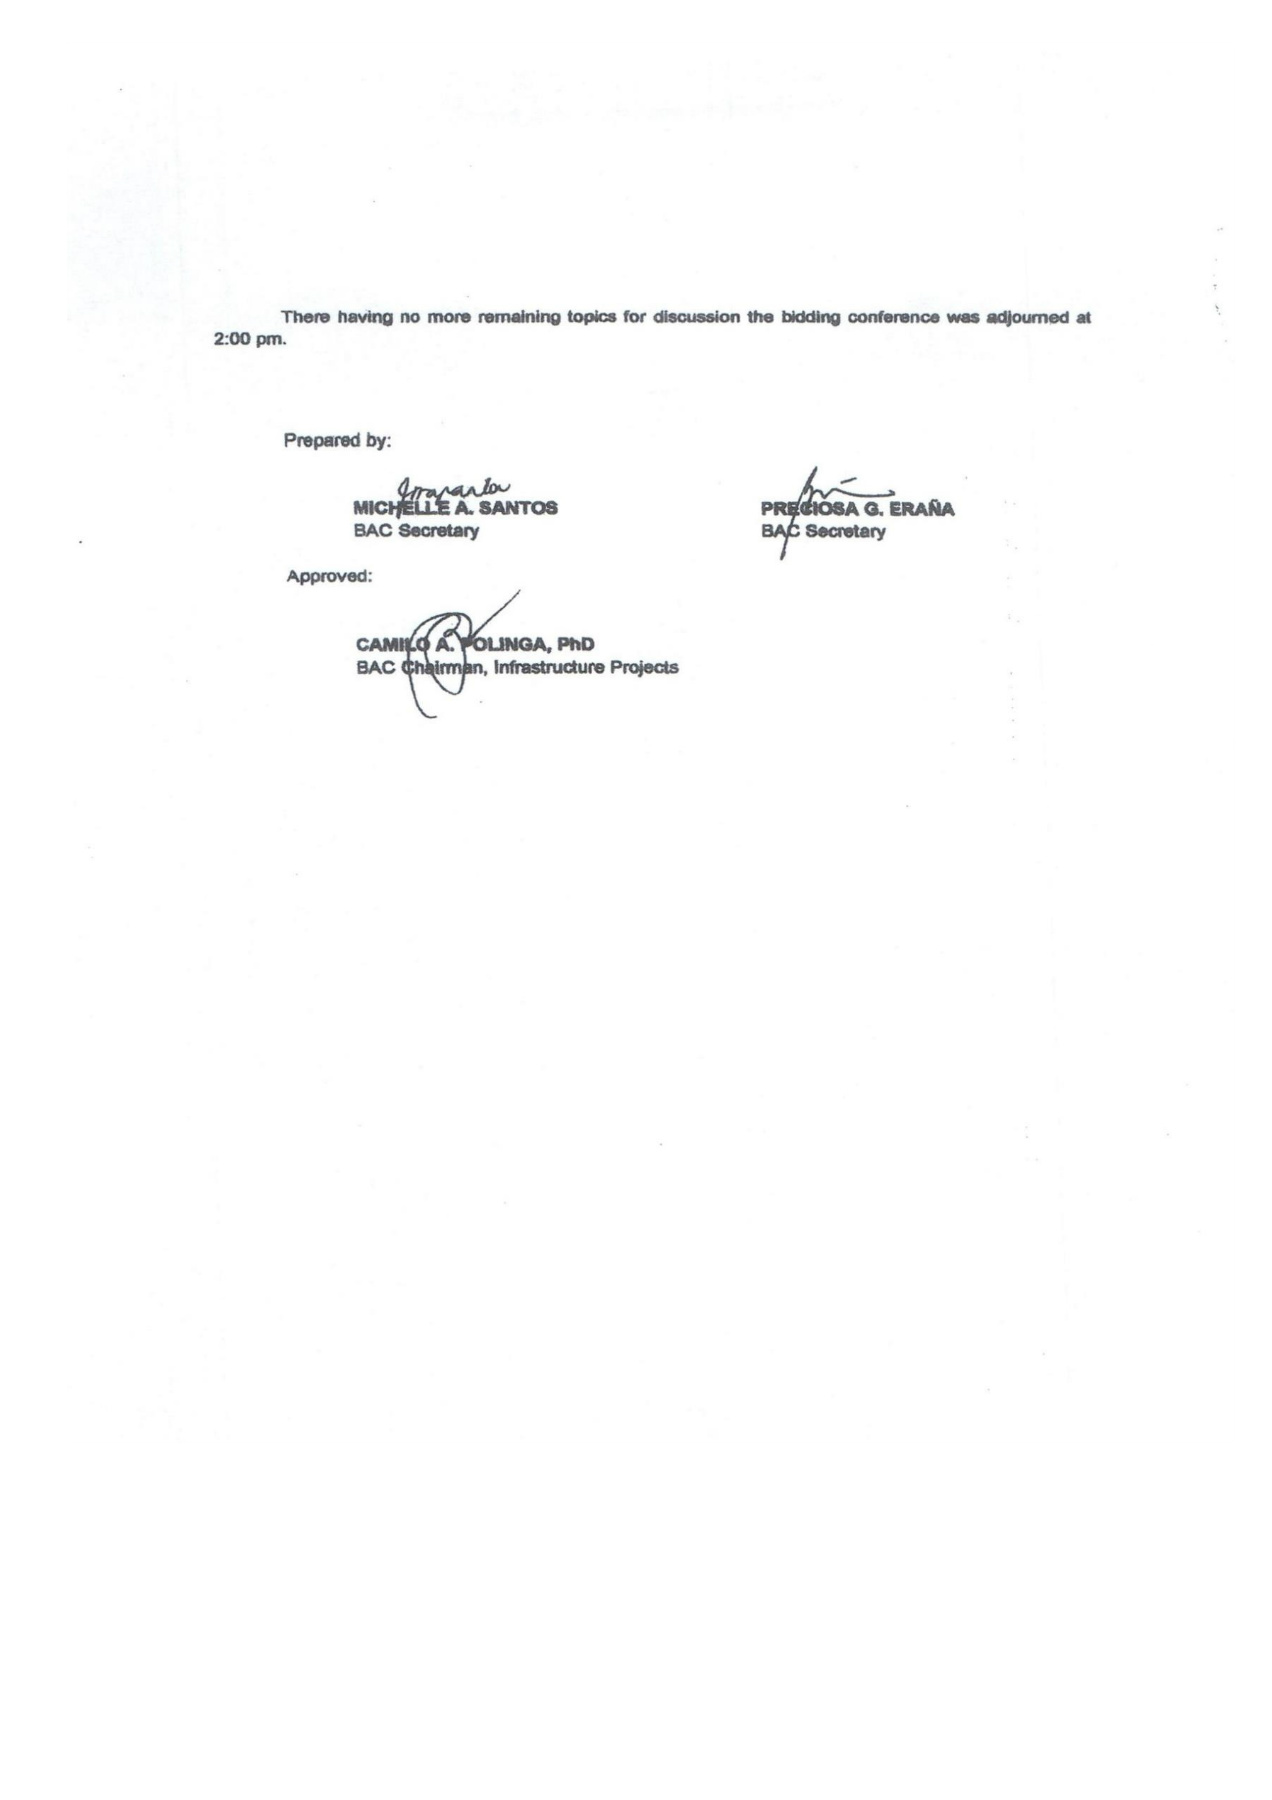 There having no more remaining topics for discussion the bidding conference was adjourned at
2:00 pm.
Prepared by:
MICHELLE A. SANTOS
BAC Secretary
PRECIOSA G. ERAÑA
BAC Secretary
Approved:
CAMILO A. POLINGA, PhD
BAC Chairman, Infrastructure Projects